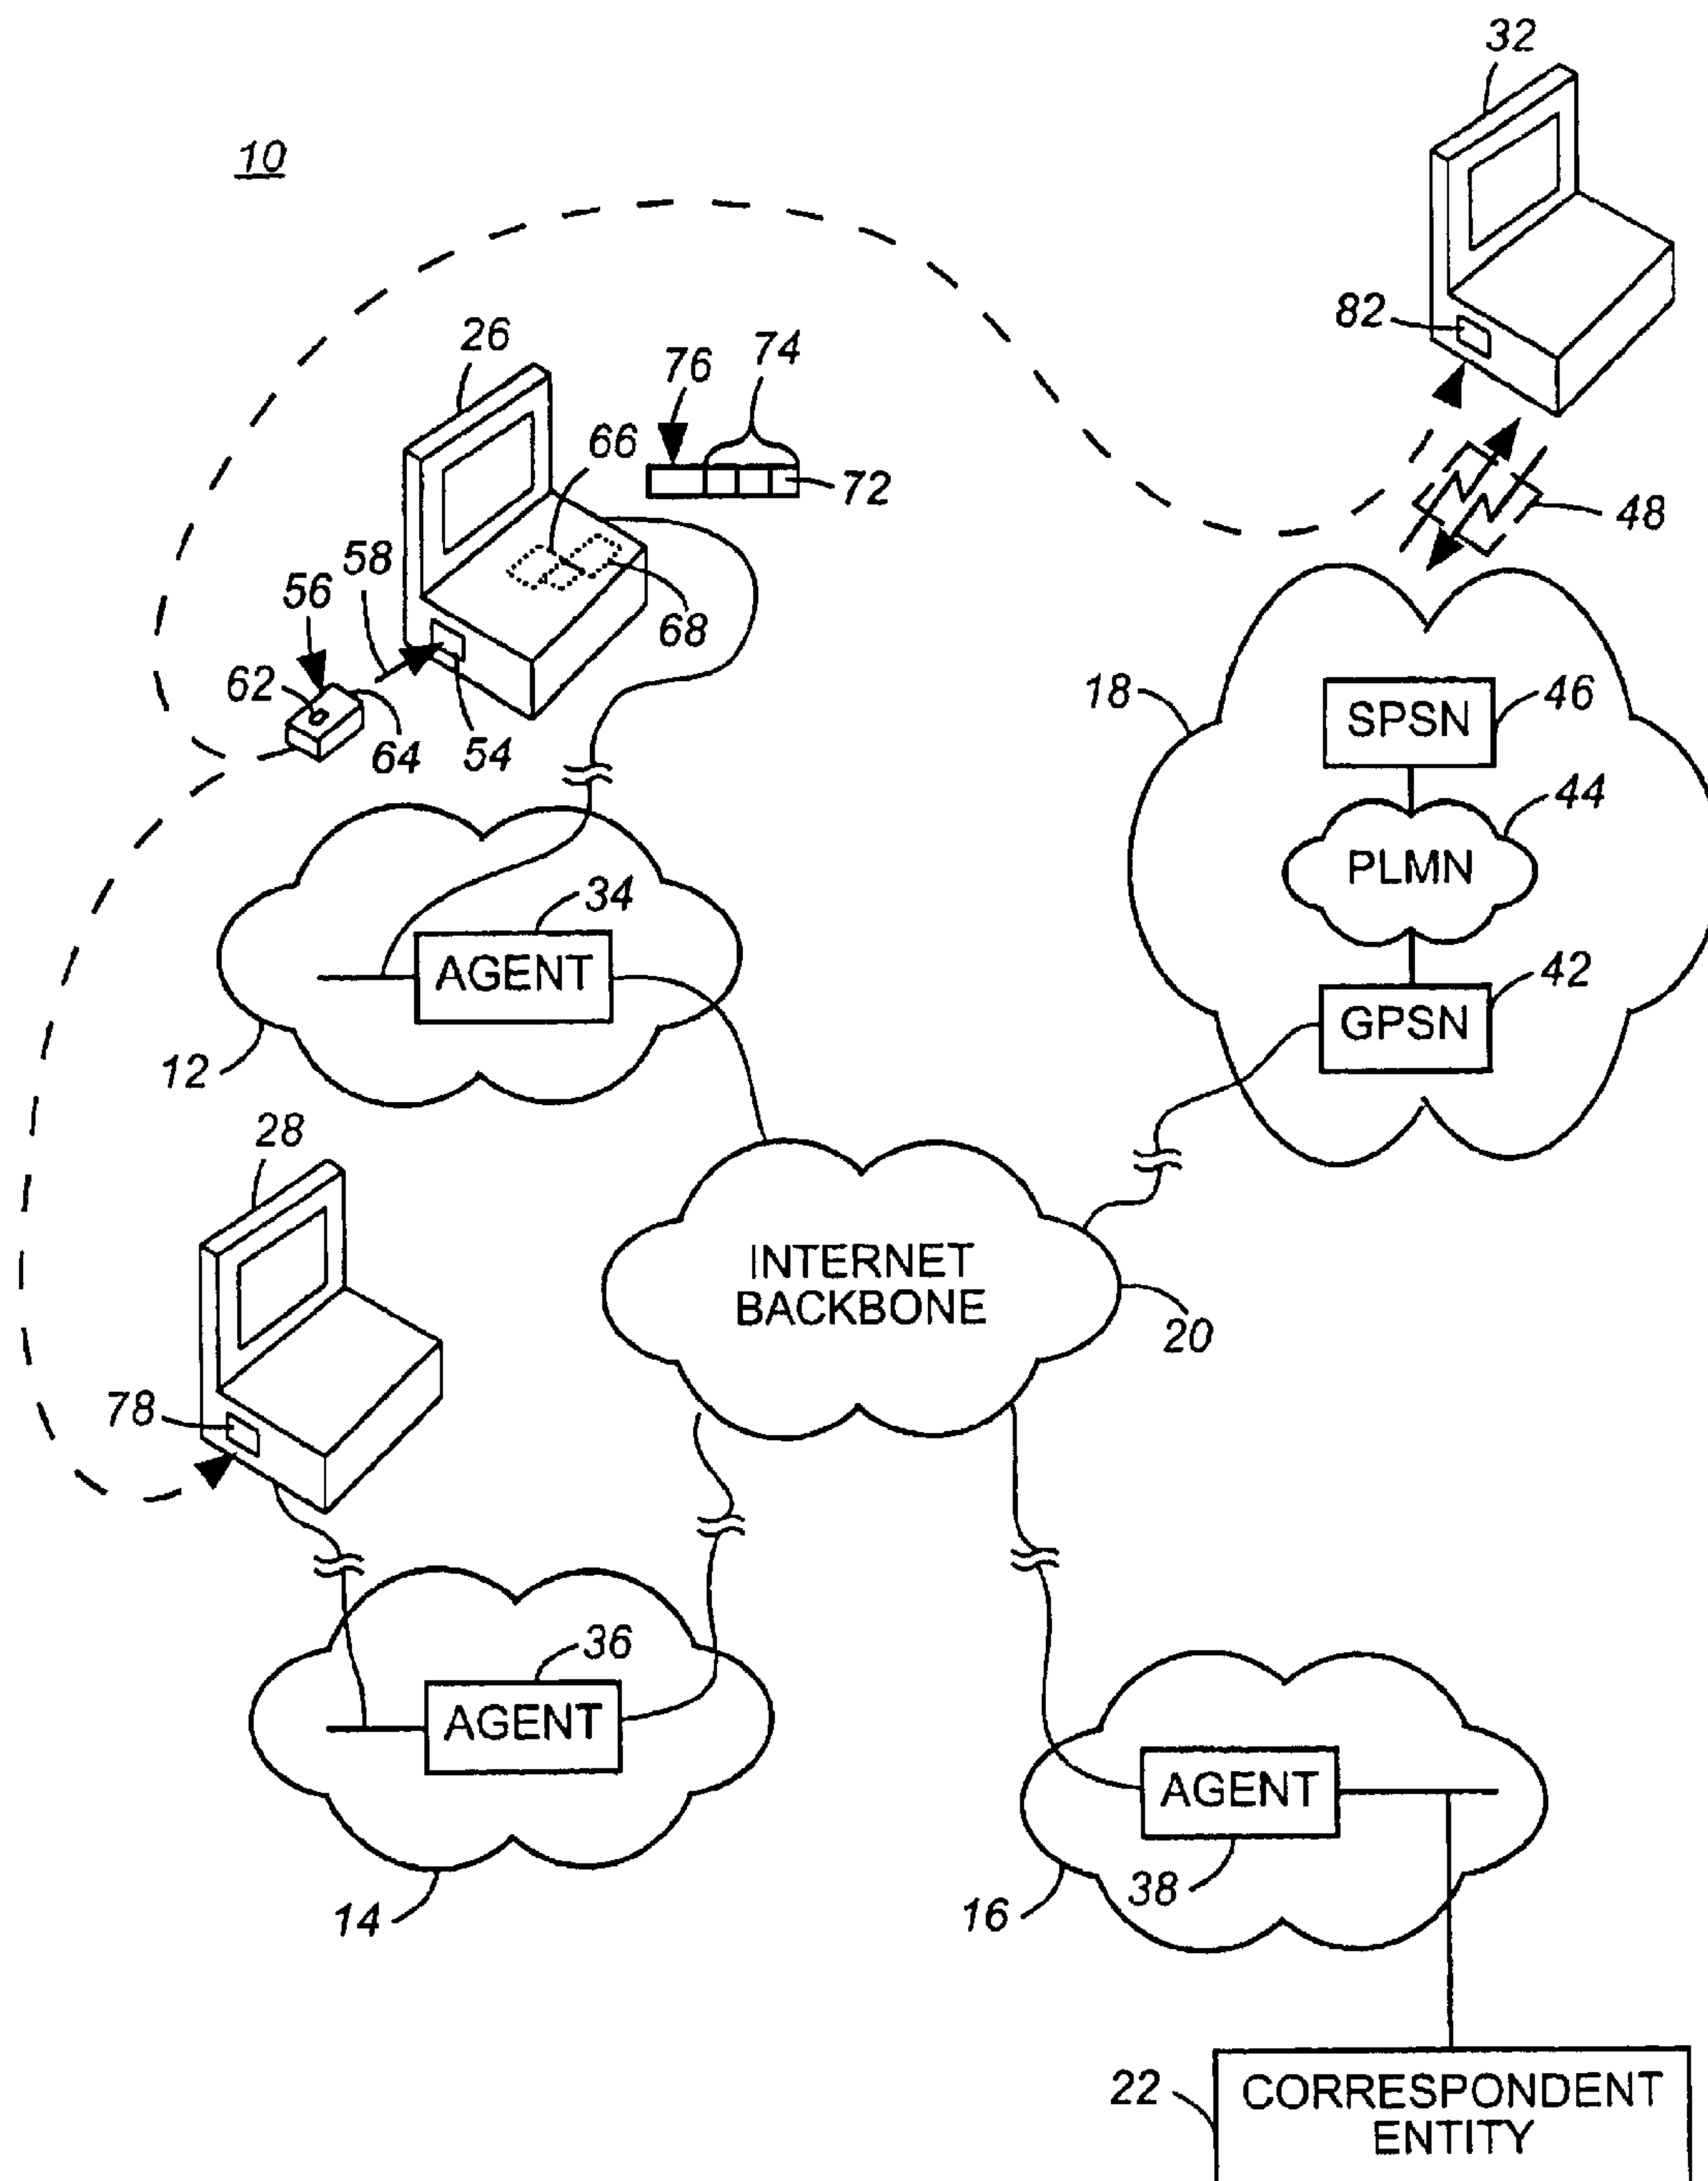 32
10
82
26
76
74
66
72
48
58
56
68
62
64
54
18
SPSN
46
44
PLMN
34
AGENT
42
GPSN
12
28
INTERNET
BACKBONE
20
78
36
AGENT
AGENT
38
14
16
22
CORRESPONDENT
ENTITY